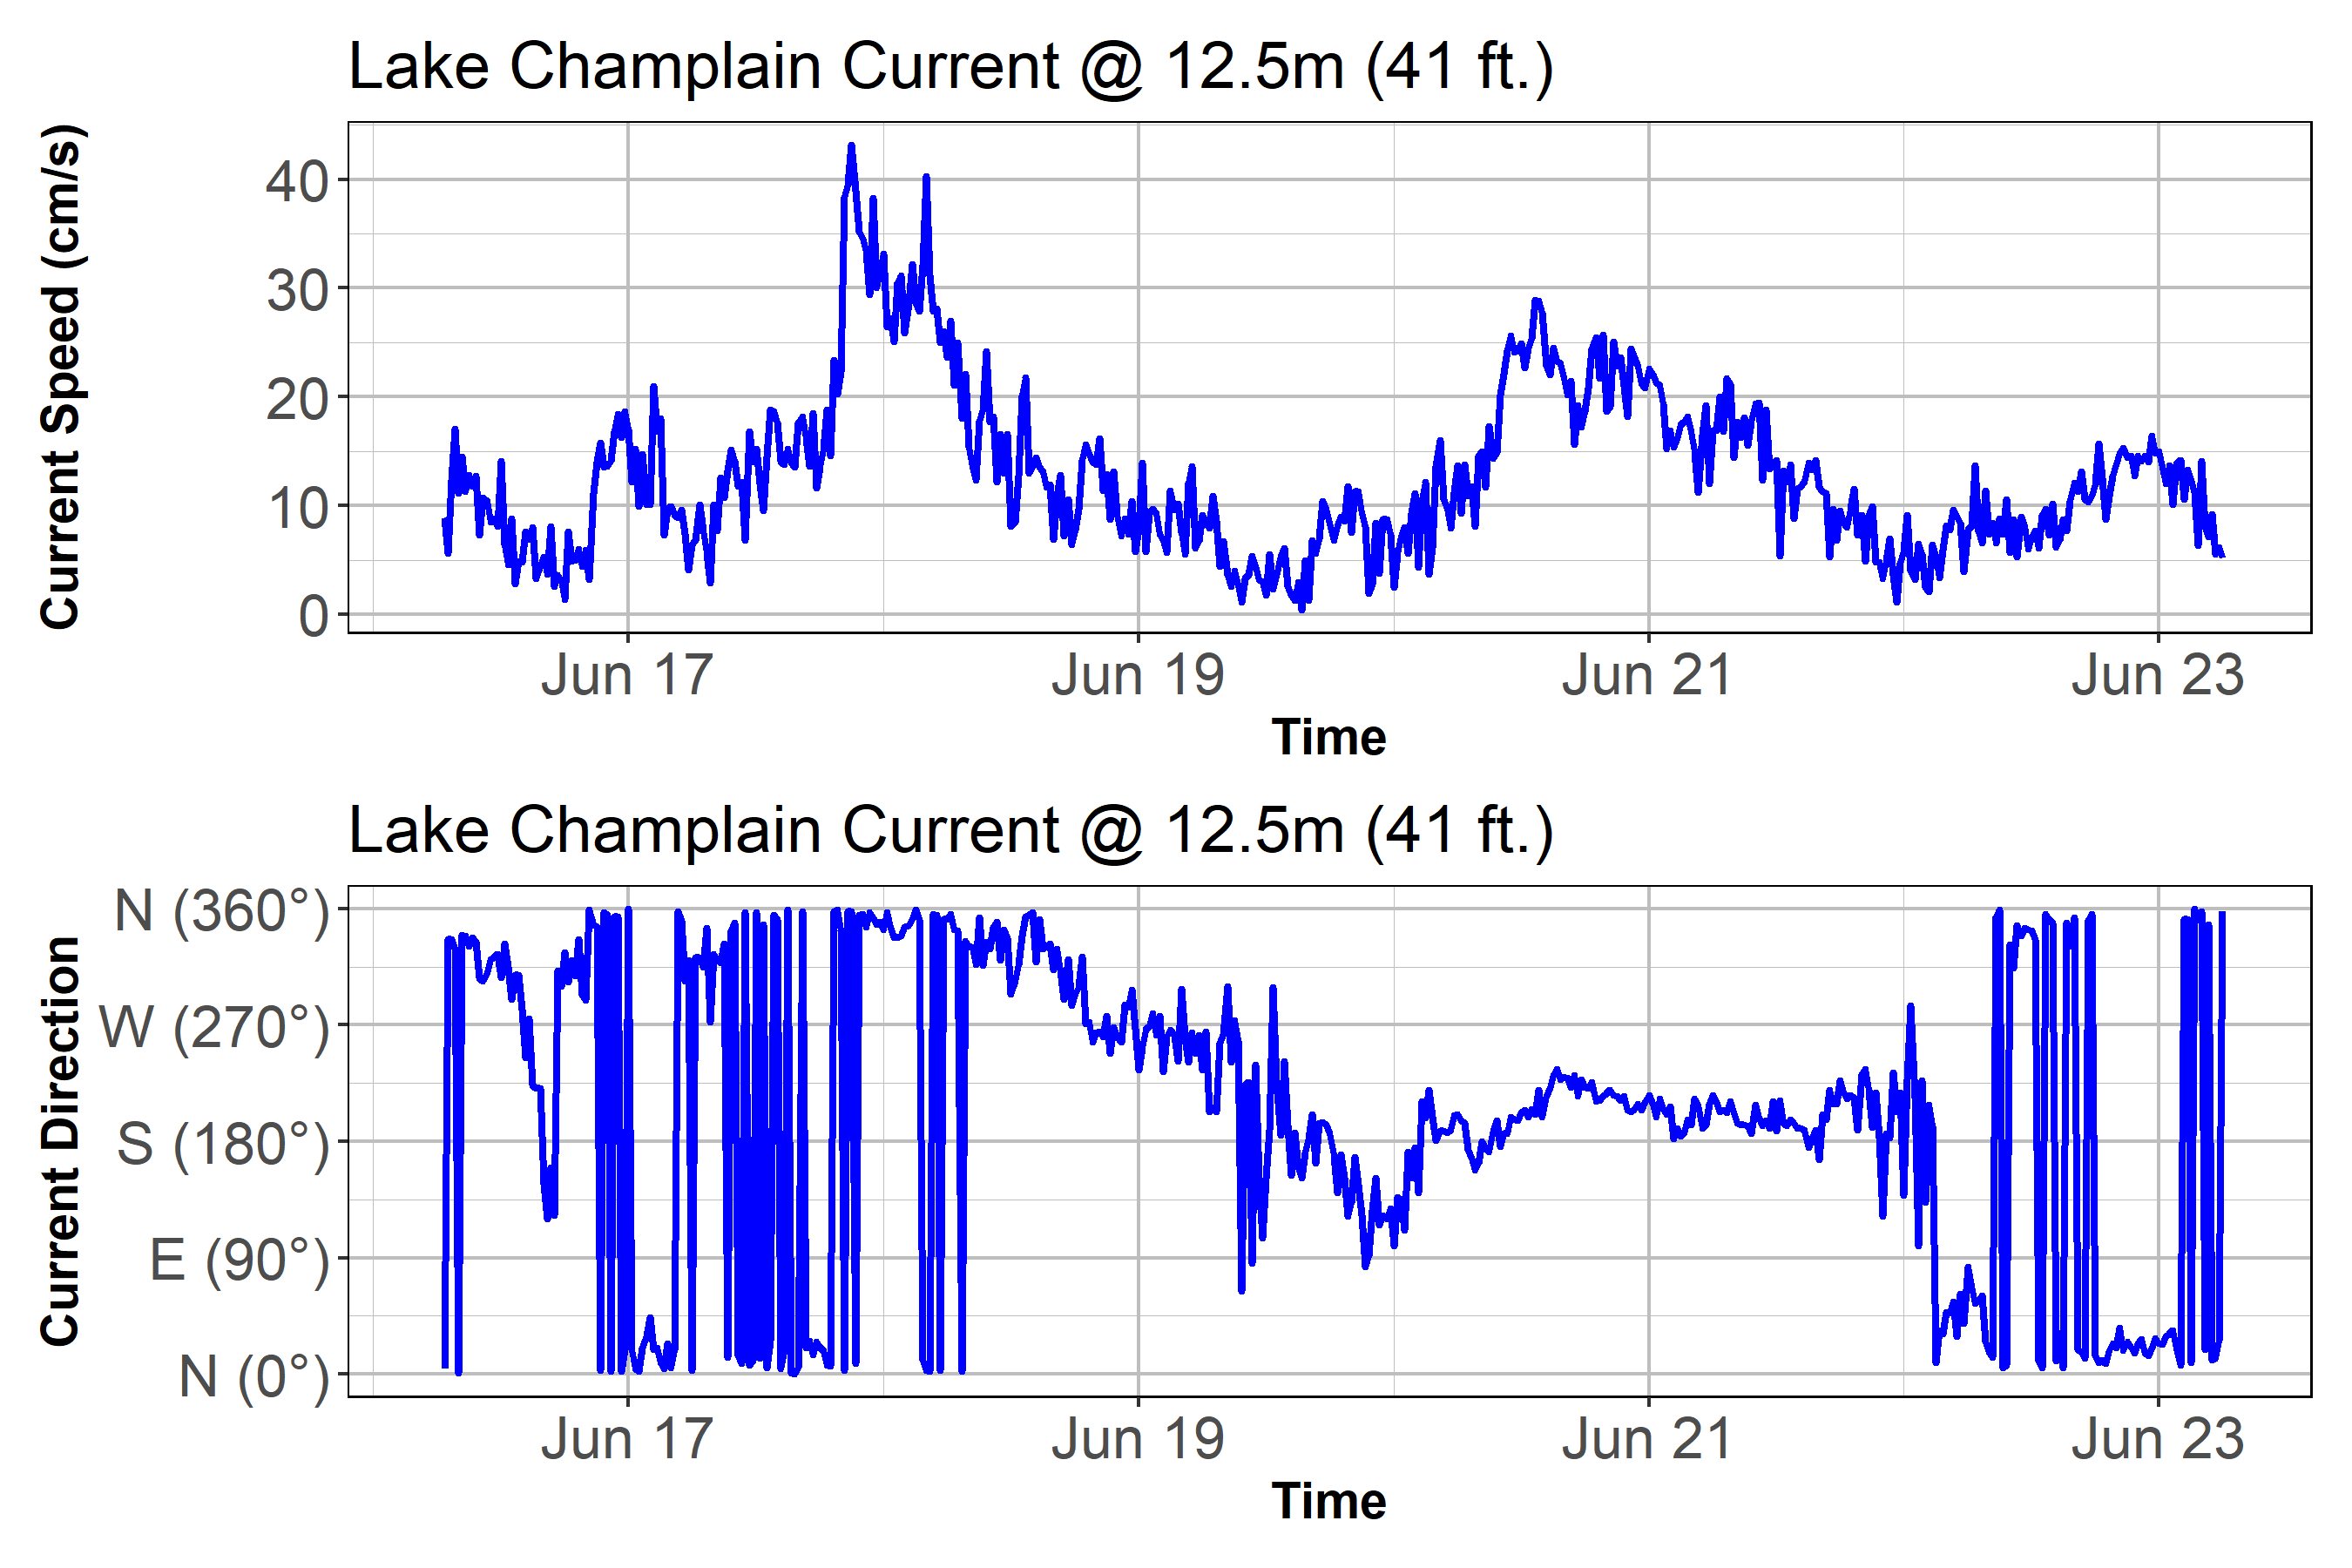 Lake Champlain Current @ 12.5m (41 ft.)
Current Speed (cm/s)
40
30
20
10
0
Jun 17 Jun 19 Jun 21 Jun 23
Time
Lake Champlain Current @ 12.5m (41 ft.)
Current Direction
N (360°)
W (270°)
S (180°)
E (90°)
N (0°)
Jun 17 Jun 19 Jun 21 Jun 23
Time